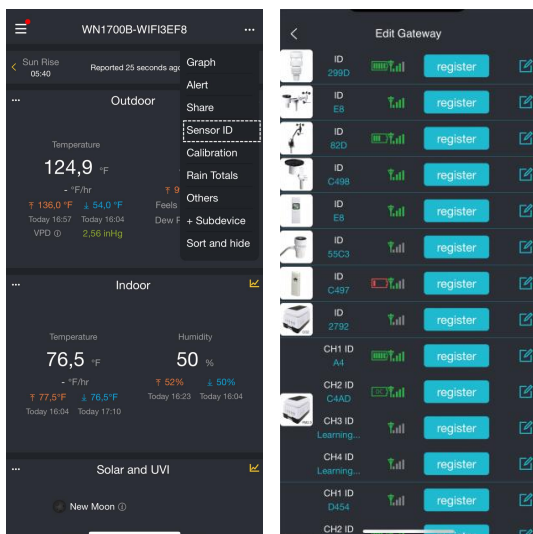 WN1700B-WIFI3EF8
Sun Rise
05:40
Reported 25 seconds ago
Graph
Alert
Share
Sensor ID
Calibration
Rain Totals
Others
+ Subdevice
Sort and hide
Outdoor
Temperature
124,9 °F
- °F/hr
136,0 °F 54,0 °F
Today 16:57 Today 16:04
VPD 2,56 inHg
9
Feels
Dew P
Indoor
Temperature
76,5 °F
- °F/hr
77,5°F 76,5°F
Today 16:04 Today 17:10
Humidity
50 %
52% 50%
Today 16:23 Today 16:04
Solar and UVI
New Moon
Edit Gateway
ID
299D
register
ID
E8
register
ID
82D
register
ID
C498
register
ID
E8
register
ID
55C3
register
ID
C497
register
ID
2792
register
CH1 ID
A4
register
CH2 ID
C4AD
DC
register
CH3 ID
Learning...
register
CH4 ID
Learning...
register
CH1 ID
D454
register
CH2 ID